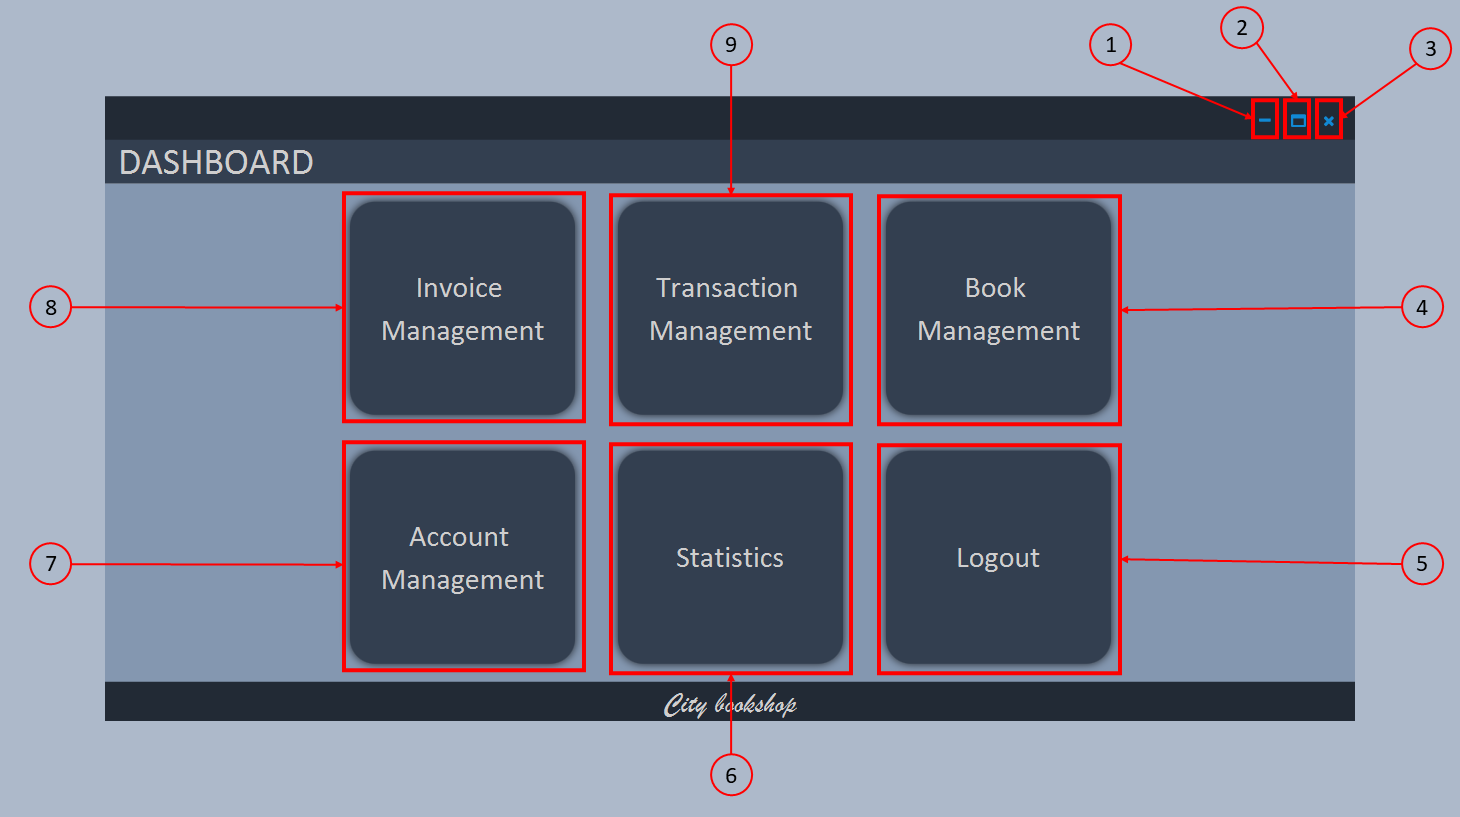 9
1
2
3
DASHBOARD
Invoice
Management
Transaction
Management
Book
Management
8
4
Account
Management
Statistics
Logout
7
5
City bookshop
6